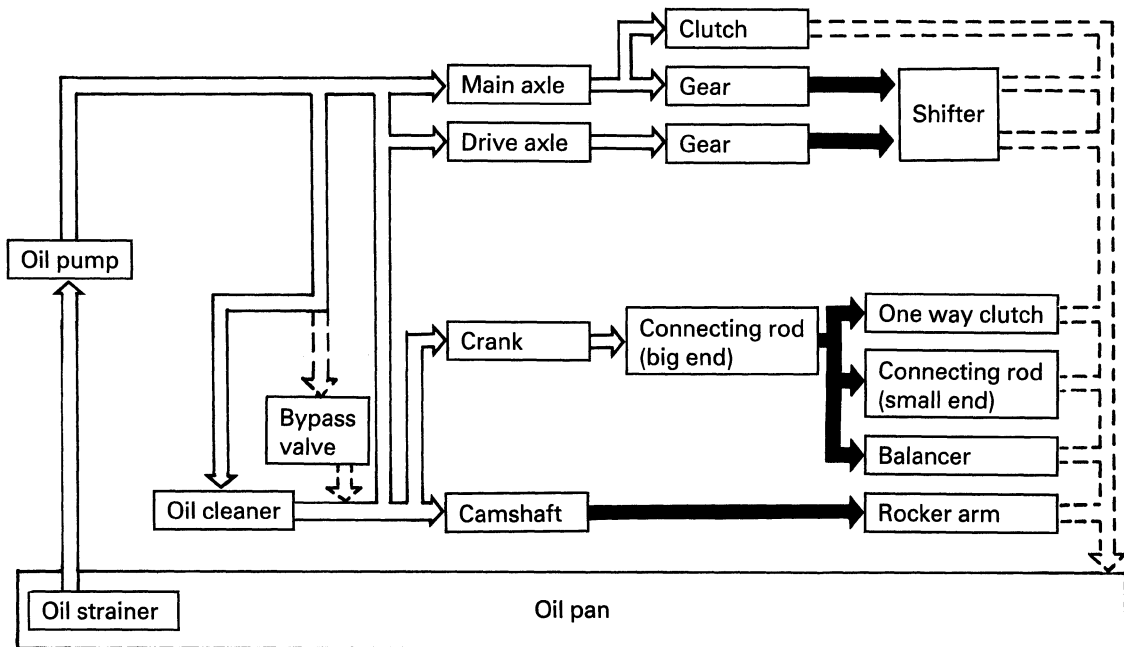 Clutch
Main axle
Gear
Shifter
Drive axle
Gear
Oil pump
One way clutch
Connecting rod
(big end)
Crank
Connecting rod
(small end)
Bypass
valve
Balancer
Oil cleaner
Camshaft
Rocker arm
Oil strainer
Oil pan